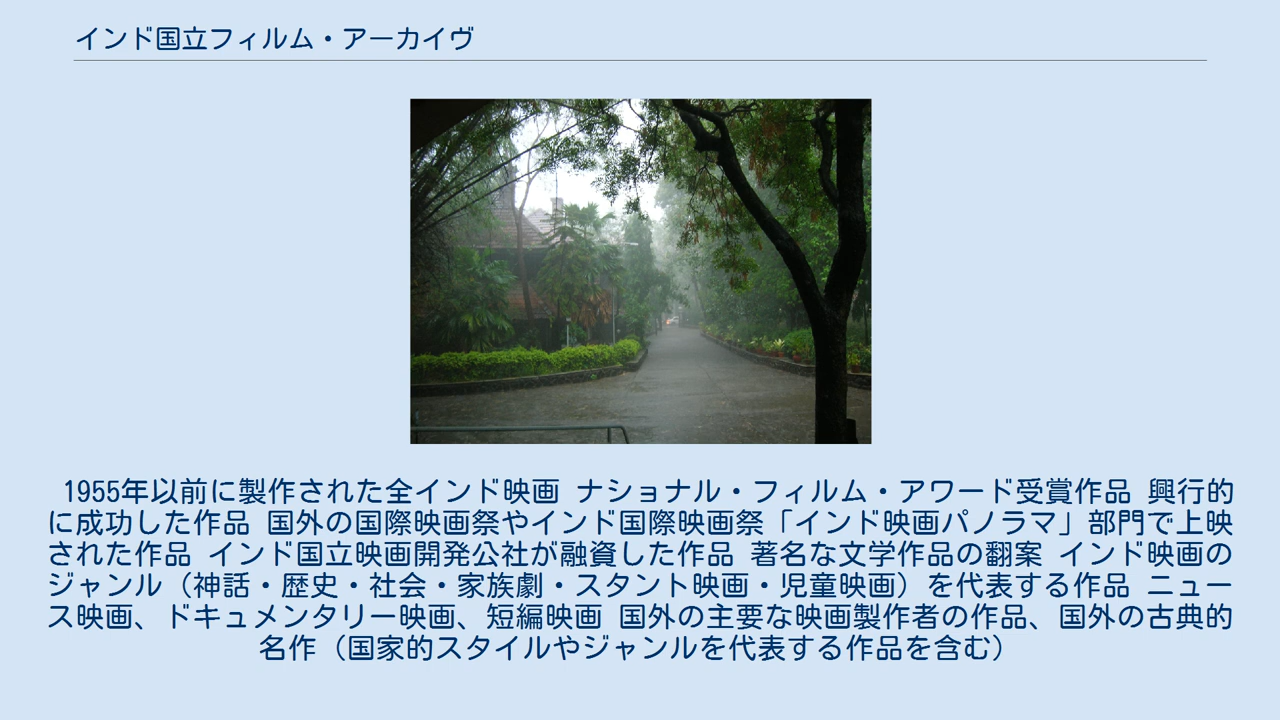 インド国立フィルム・アーカイヴ
1955年以前に製作された全インド映画 ナショナル・フィルム・アワード受賞作品 興行的
に成功した作品 国外の国際映画祭やインド国際映画祭「インド映画パノラマ」部門で上映
された作品 インド国立映画開発公社が融資した作品 著名な文学作品の翻案 インド映画の
ジャンル（神話・歴史・社会・家族劇・スタント映画・児童映画）を代表する作品 ニュー
ス映画、ドキュメンタリー映画、短編映画 国外の主要な映画製作者の作品、国外の古典的
名作（国家的スタイルやジャンルを代表する作品を含む）